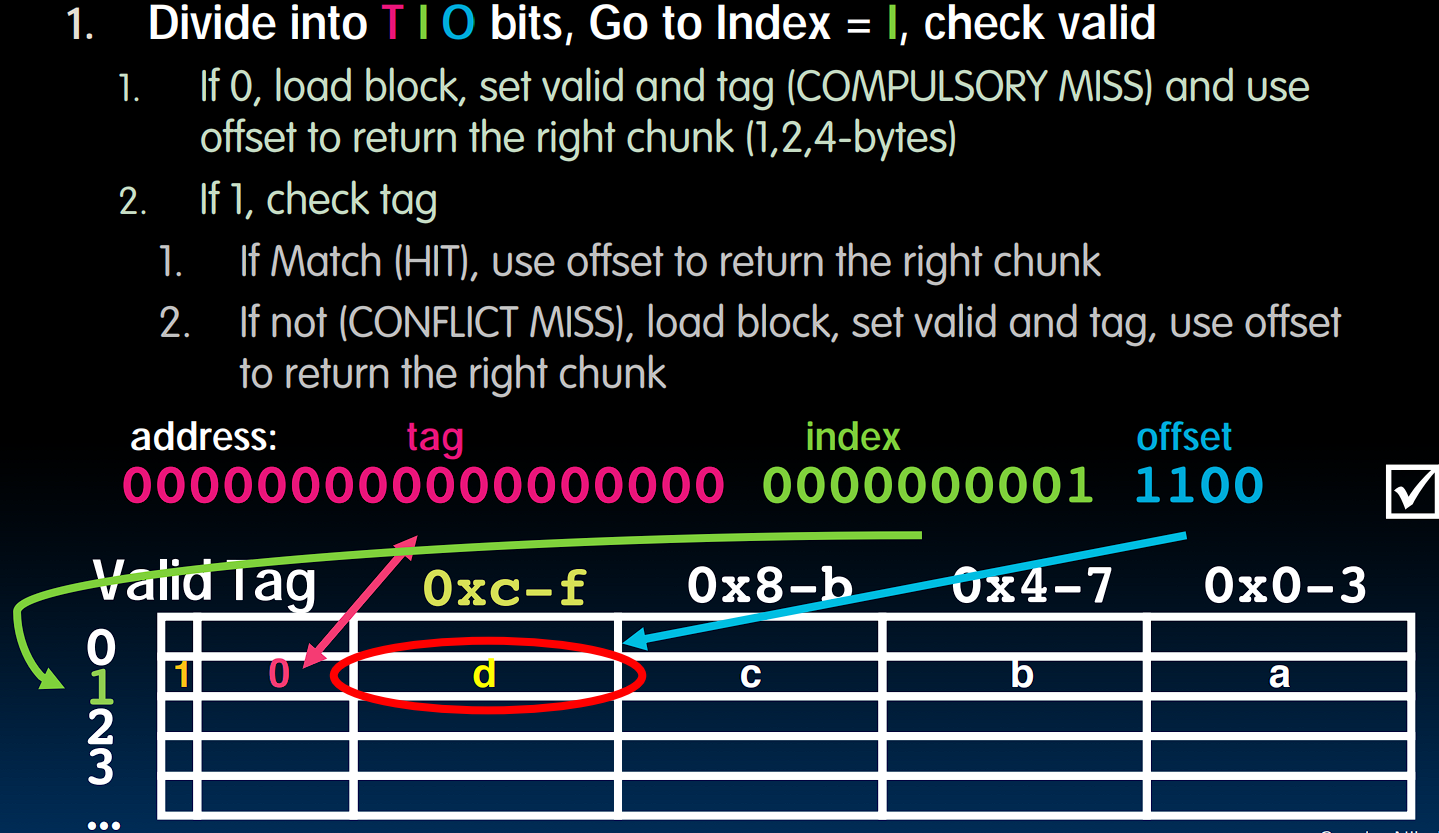 1. Divide into T I O bits, Go to Index = I, check valid
1. If 0, load block, set valid and tag (COMPULSORY MISS) and use
offset to return the right chunk (1,2,4-bytes)
2. If 1, check tag
1. If Match (HIT), use offset to return the right chunk
2. If not (CONFLICT MISS), load block, set valid and tag, use offset
to return the right chunk
address: tag index offset
000000000000000000 0000000001 1100
Valid Tag 0xc-f 0x8-b 0x4-7 0x0-3
0
1 1 0 d c b a
2
3
...